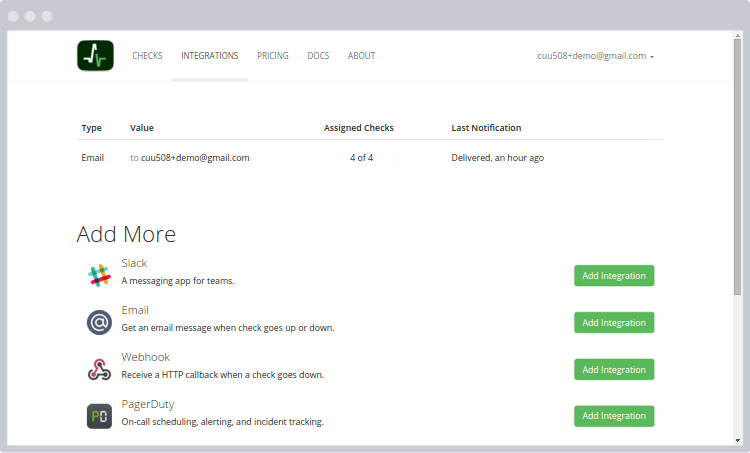 CHECKS INTEGRATIONS PRICING DOCS ABOUT cuu508+demo@gmail.com
Type Value Assigned Checks Last Notification
Email to cuu508+demo@gmail.com 4 of 4 Delivered, an hour ago
Add More
Slack
A messaging app for teams.
Add Integration
Email
Get an email message when check goes up or down.
Add Integration
Webhook
Receive a HTTP callback when a check goes down.
Add Integration
PD
PagerDuty
On-call scheduling, alerting, and incident tracking.
Add Integration